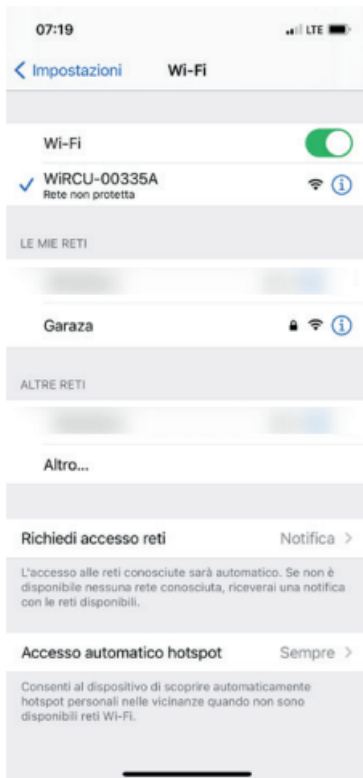 07:19 LTE
Impostazioni Wi-Fi
Wi-Fi
WiRCU-00335A
Rete non protetta
LE MIE RETI
Garaza
ALTRE RETI
Altro...
Richiedi accesso reti Notifica
L'accesso alle reti conosciute sarà automatico. Se non è
disponibile nessuna rete conosciuta, riceverai una notifica
con le reti disponibili.
Accesso automatico hotspot Sempre
Consenti al dispositivo di scoprire automaticamente
hotspot personali nelle vicinanze quando non sono
disponibili reti Wi-Fi.